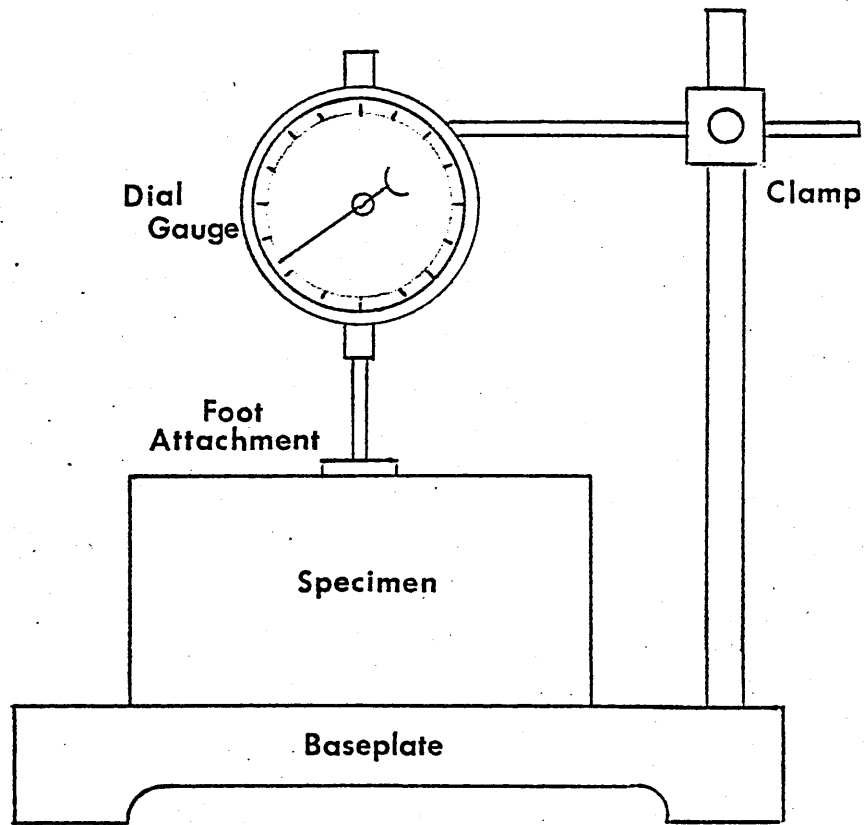 Dial
Gauge
Clamp
Foot
Attachment
Specimen
Baseplate